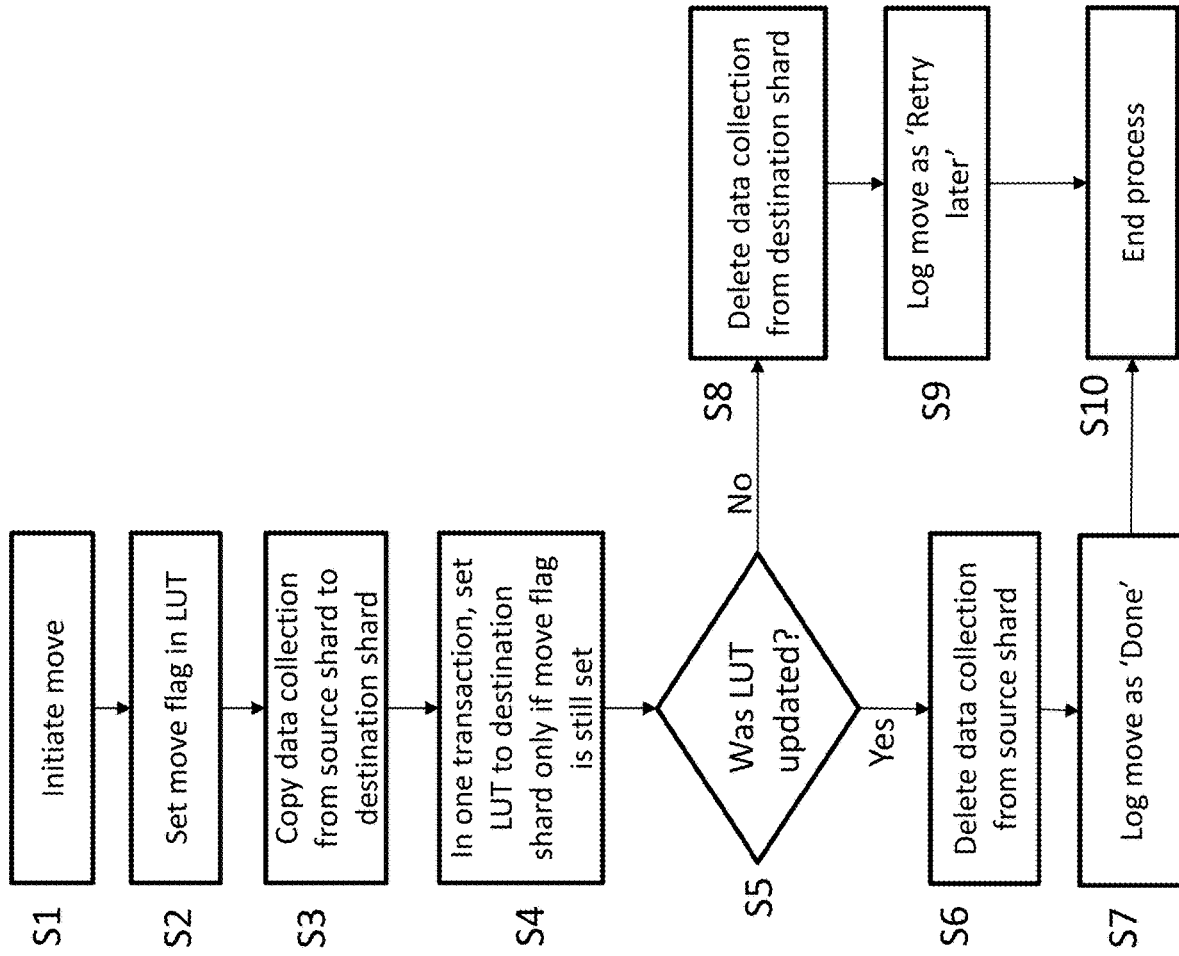 S1
Initiate move
S2
Set move flag in LUT
S3
Copy data collection
from source shard to
destination shard
S4
In one transaction, set
LUT to destination
shard only if move flag
is still set
S5
Was LUT
updated?
No
Yes
S6
Delete data collection
from source shard
S7
Log move as ‘Done’
S8
Delete data collection
from destination shard
S9
Log move as ‘Retry
later’
S10
End process